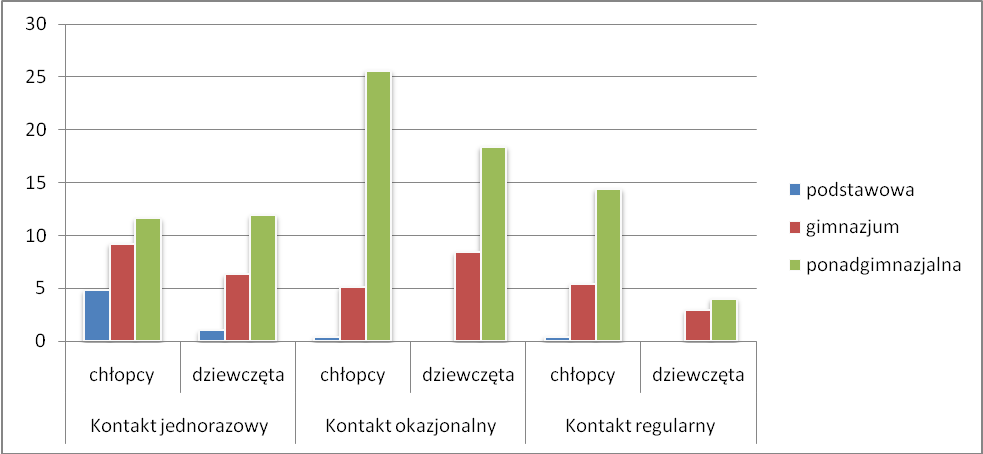 30
25
20
15
10
5
0
chłopcy dziewczęta chłopcy dziewczęta chłopcy dziewczęta
Kontakt jednorazowy Kontakt okazjonalny Kontakt regularny
podstawowa
gimnazjum
ponadgimnazjalna